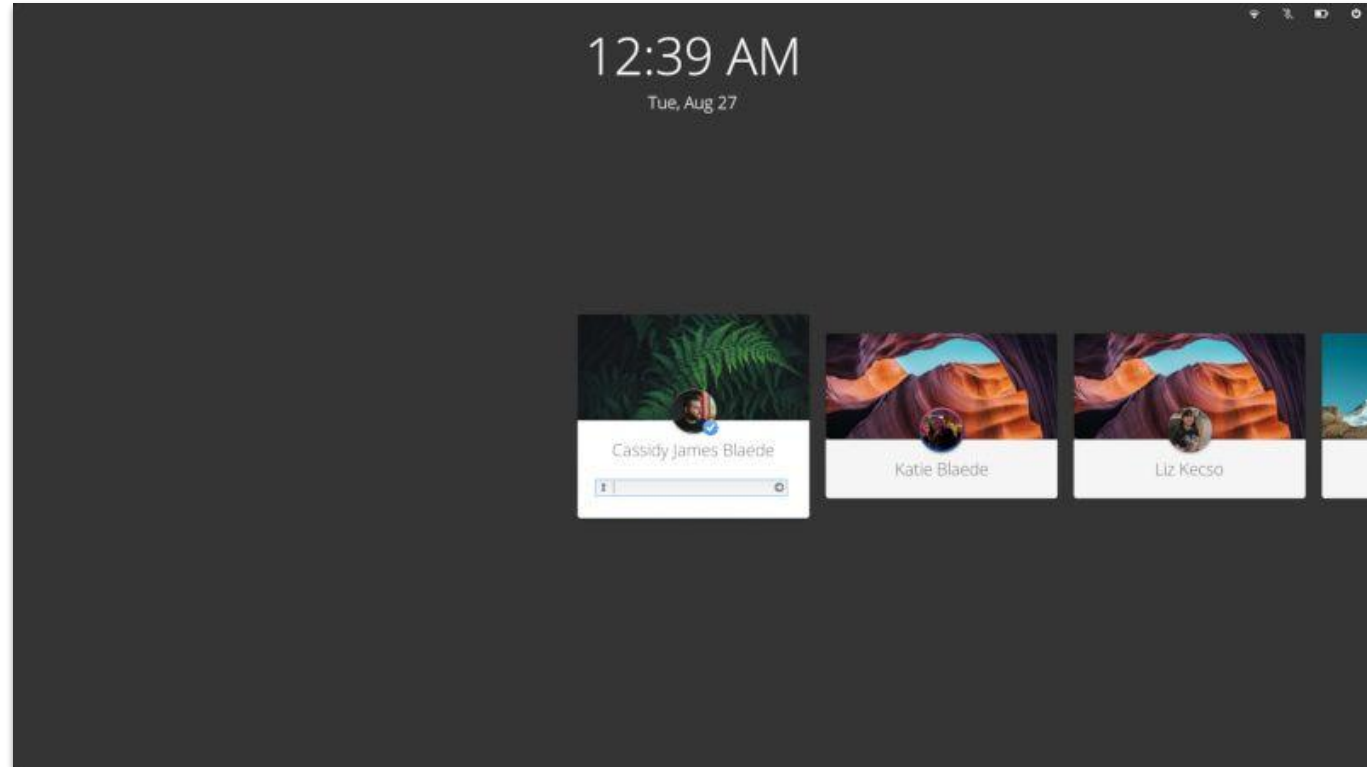 12:39 AM
Tue, Aug 27
Cassidy James Blaede
Katie Blaede
Liz Kecso